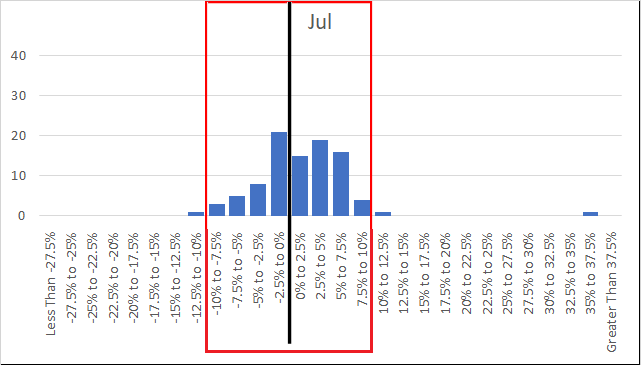 Jul
40
30
20
10
0
Less Than -27.5%
-27.5% to -25%
-25% to -22.5%
-22.5% to -20%
-20% to -17.5%
-17.5% to -15%
-15% to -12.5%
-12.5% to -10%
-10% to -7.5%
-7.5% to -5%
-5% to -2.5%
-2.5% to 0%
0% to 2.5%
2.5% to 5%
5% to 7.5%
7.5% to 10%
10% to 12.5%
12.5% to 15%
15% to 17.5%
17.5% to 20%
20% to 22.5%
22.5% to 25%
25% to 27.5%
27.5% to 30%
30% to 32.5%
32.5% to 35%
35% to 37.5%
Greater Than 37.5%